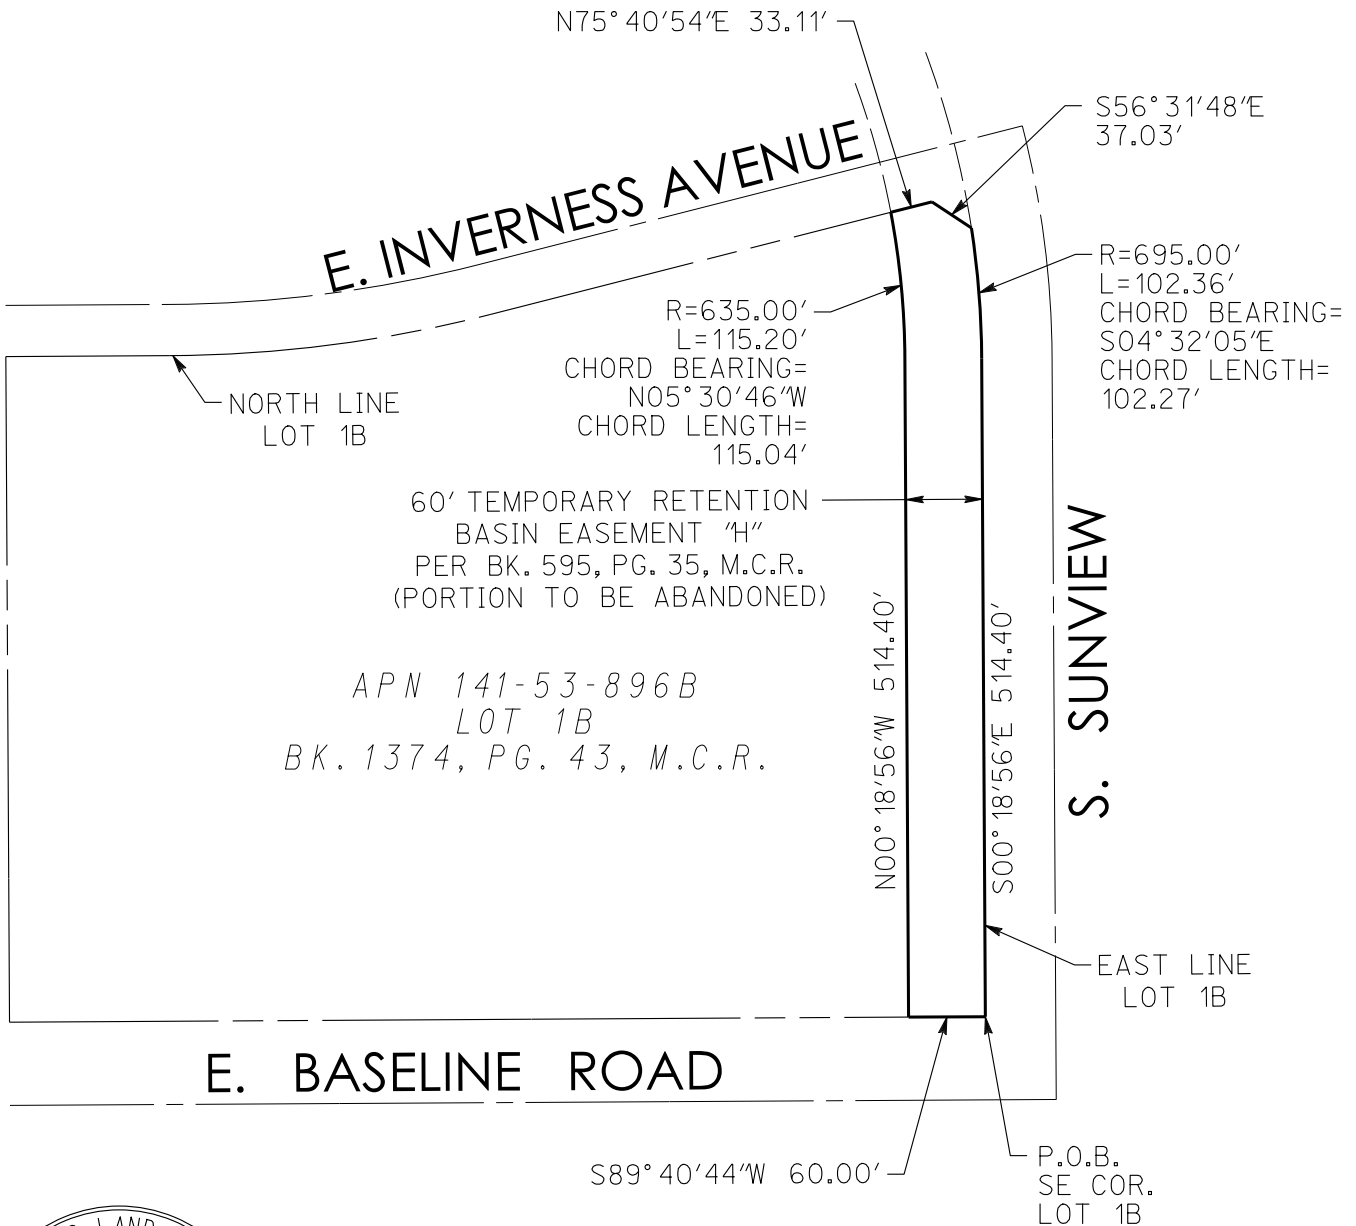 N75°40'54"E 33.11'
S56°31'48"E
37.03'
E. INVERNESS AVENUE
R=695.00'
L=102.36'
CHORD BEARING=
S04°32'05"E
CHORD LENGTH=
102.27'
R=635.00'
L=115.20'
CHORD BEARING=
N05°30'46"W
CHORD LENGTH=
115.04'
NORTH LINE
LOT 1B
60' TEMPORARY RETENTION
BASIN EASEMENT "H"
PER BK. 595, PG. 35, M.C.R.
(PORTION TO BE ABANDONED)
APN 141-53-896B
LOT 1B
BK. 1374, PG. 43, M.C.R.
N00°18'56"W 514.40'
S00°18'56"E 514.40'
S. SUNVIEW
EAST LINE
LOT 1B
E. BASELINE ROAD
S89°40'44"W 60.00'
P.O.B.
SE COR.
LOT 1B
LAND